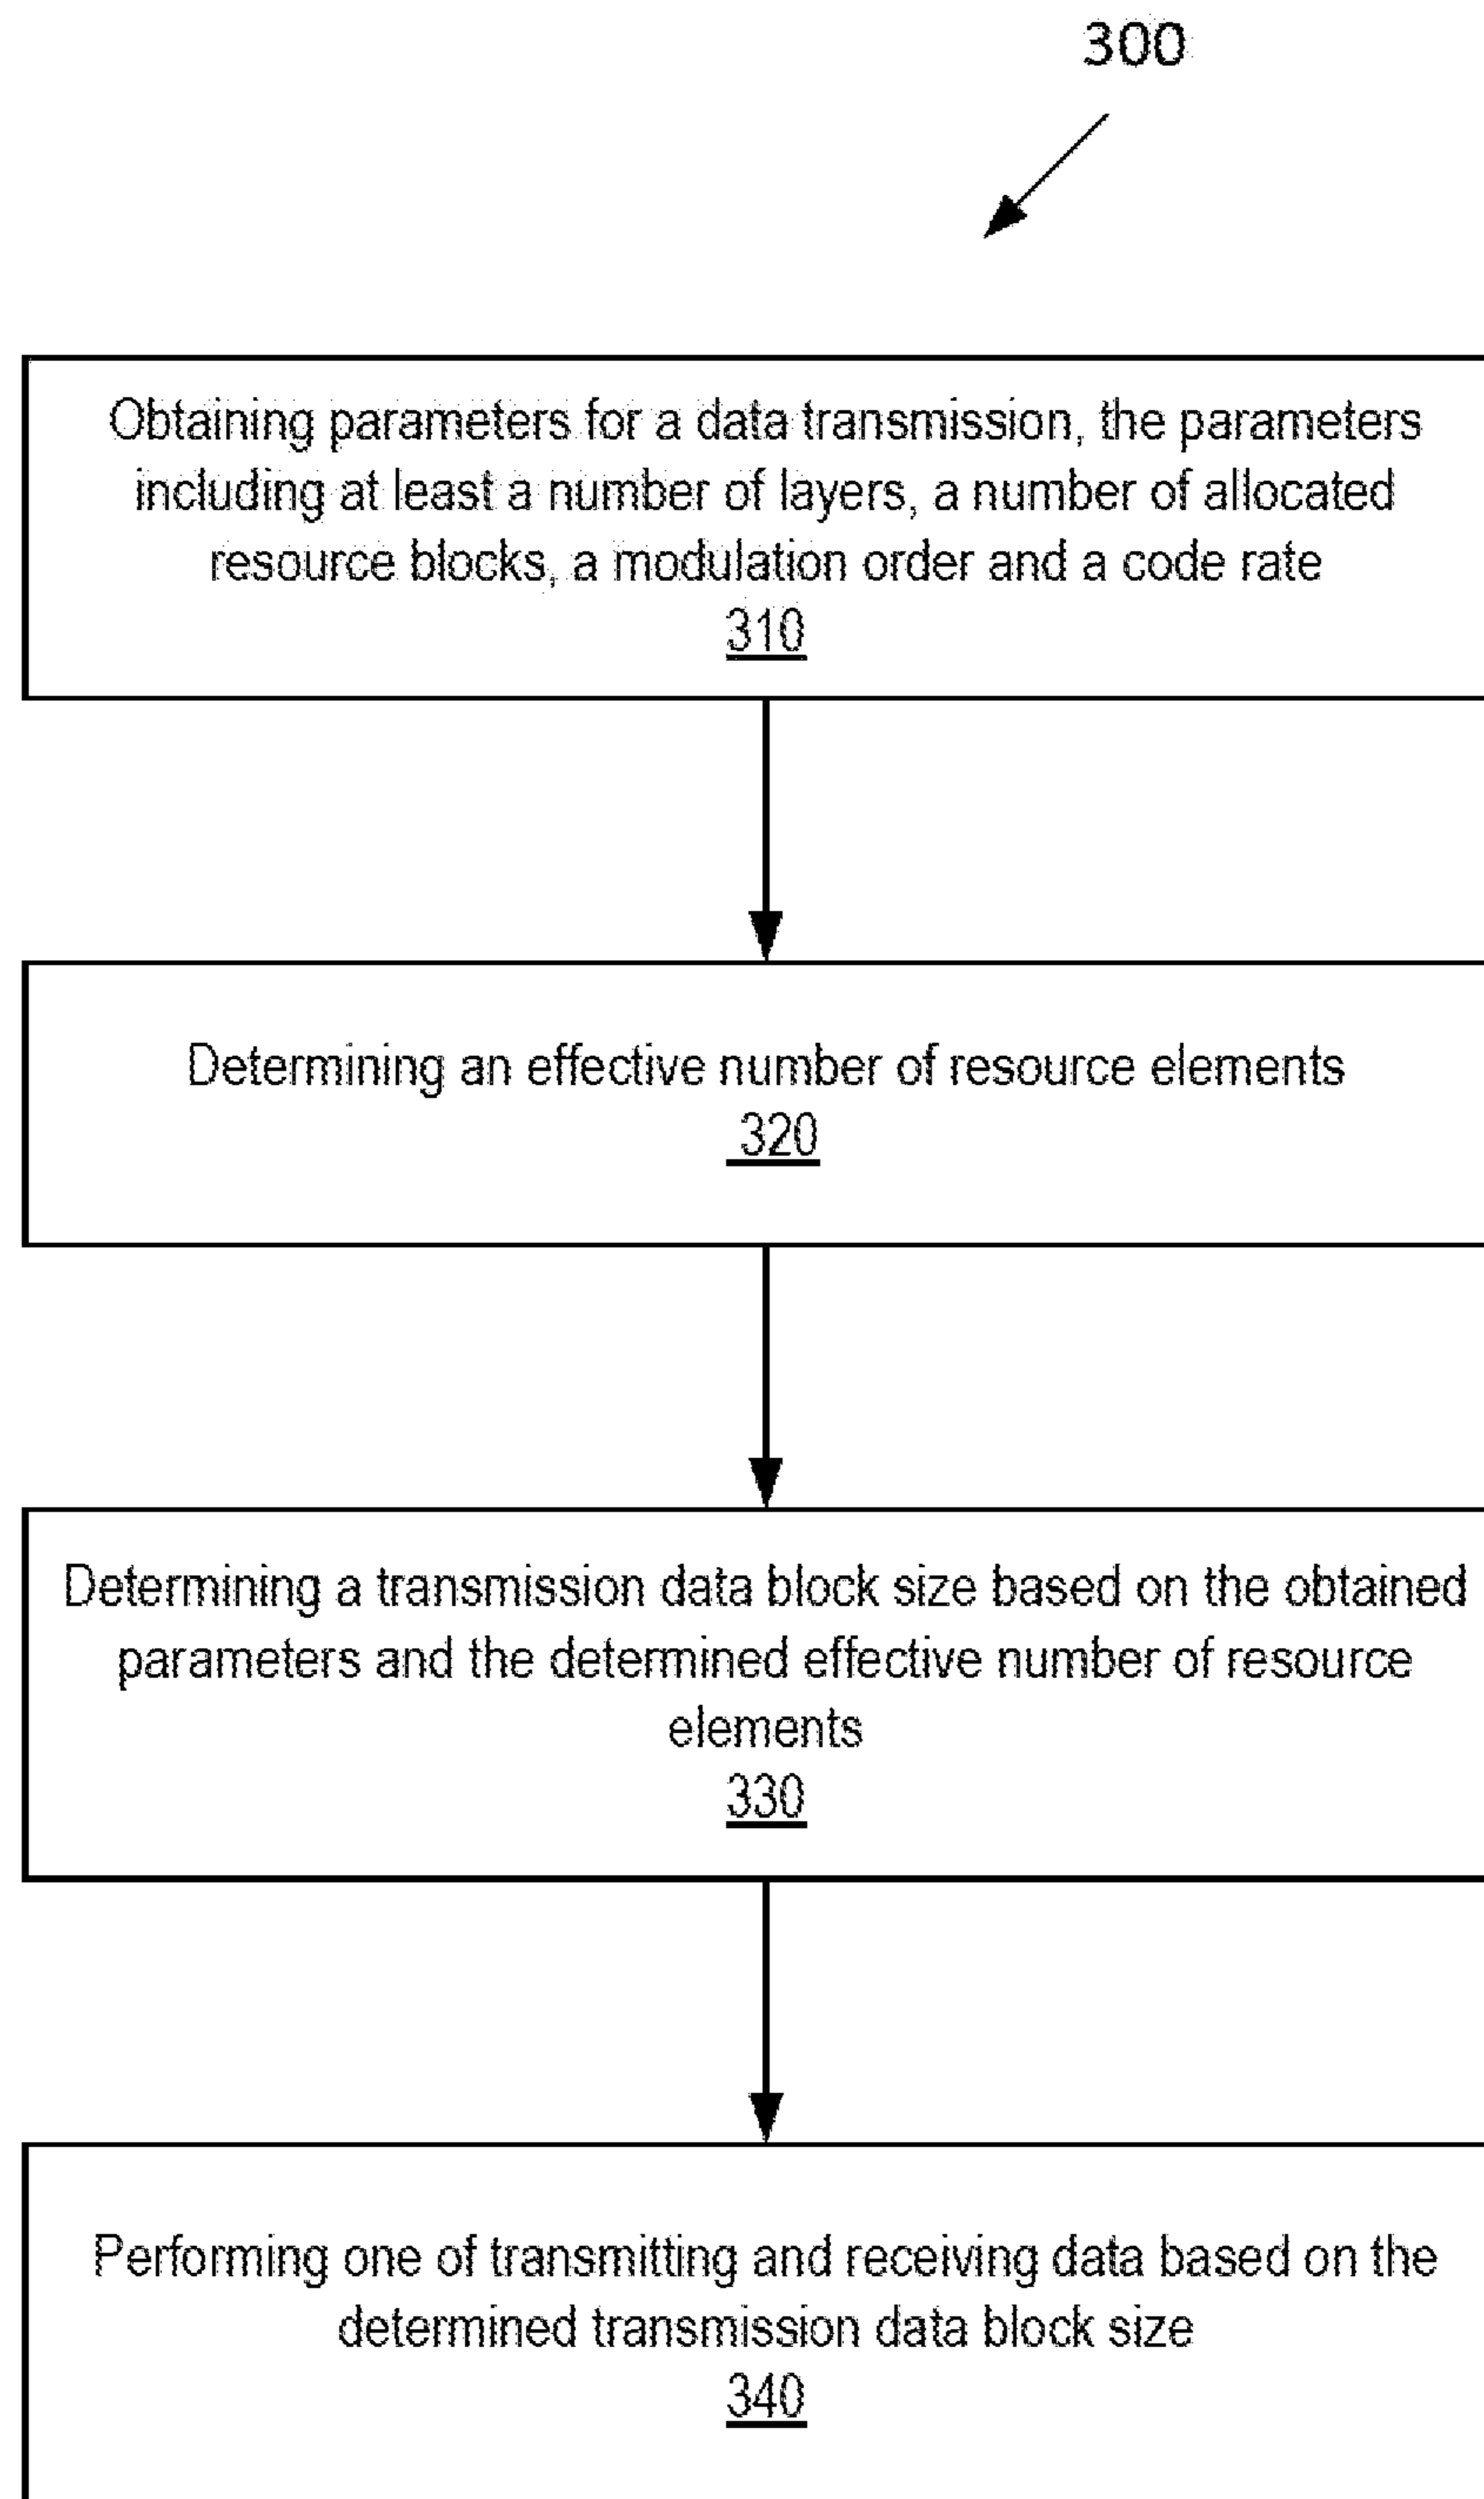 300
Obtaining parameters for a data transmission, the parameters
including at least a number of layers, a number of allocated
resource blocks, a modulation order and a code rate
310
Determining an effective number of resource elements
320
Determining a transmission data block size based on the obtained
parameters and the determined effective number of resource
elements
330
Performing one of transmitting and receiving data based on the
determined transmission data block size
340